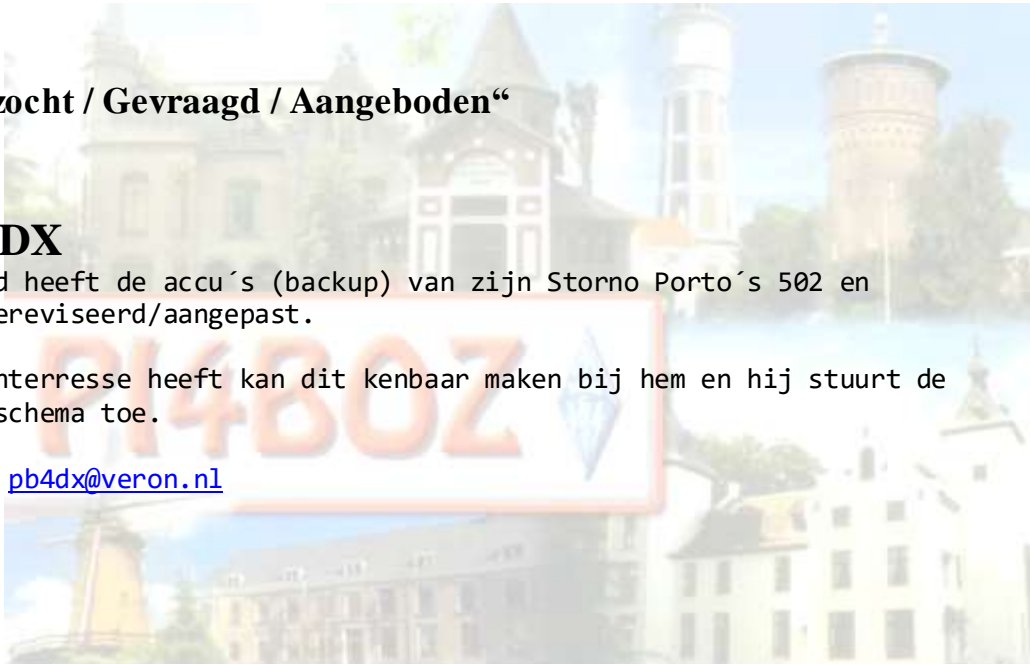 zocht / Gevraagd / Aangeboden“
DX
d heeft de accu´s (backup) van zijn Storno Porto´s 502 en
ereviseerd/aangepast.
nterresse heeft kan dit kenbaar maken bij hem en hij stuurt de
schema toe.
pb4dx@veron.nl
PI4BOZ